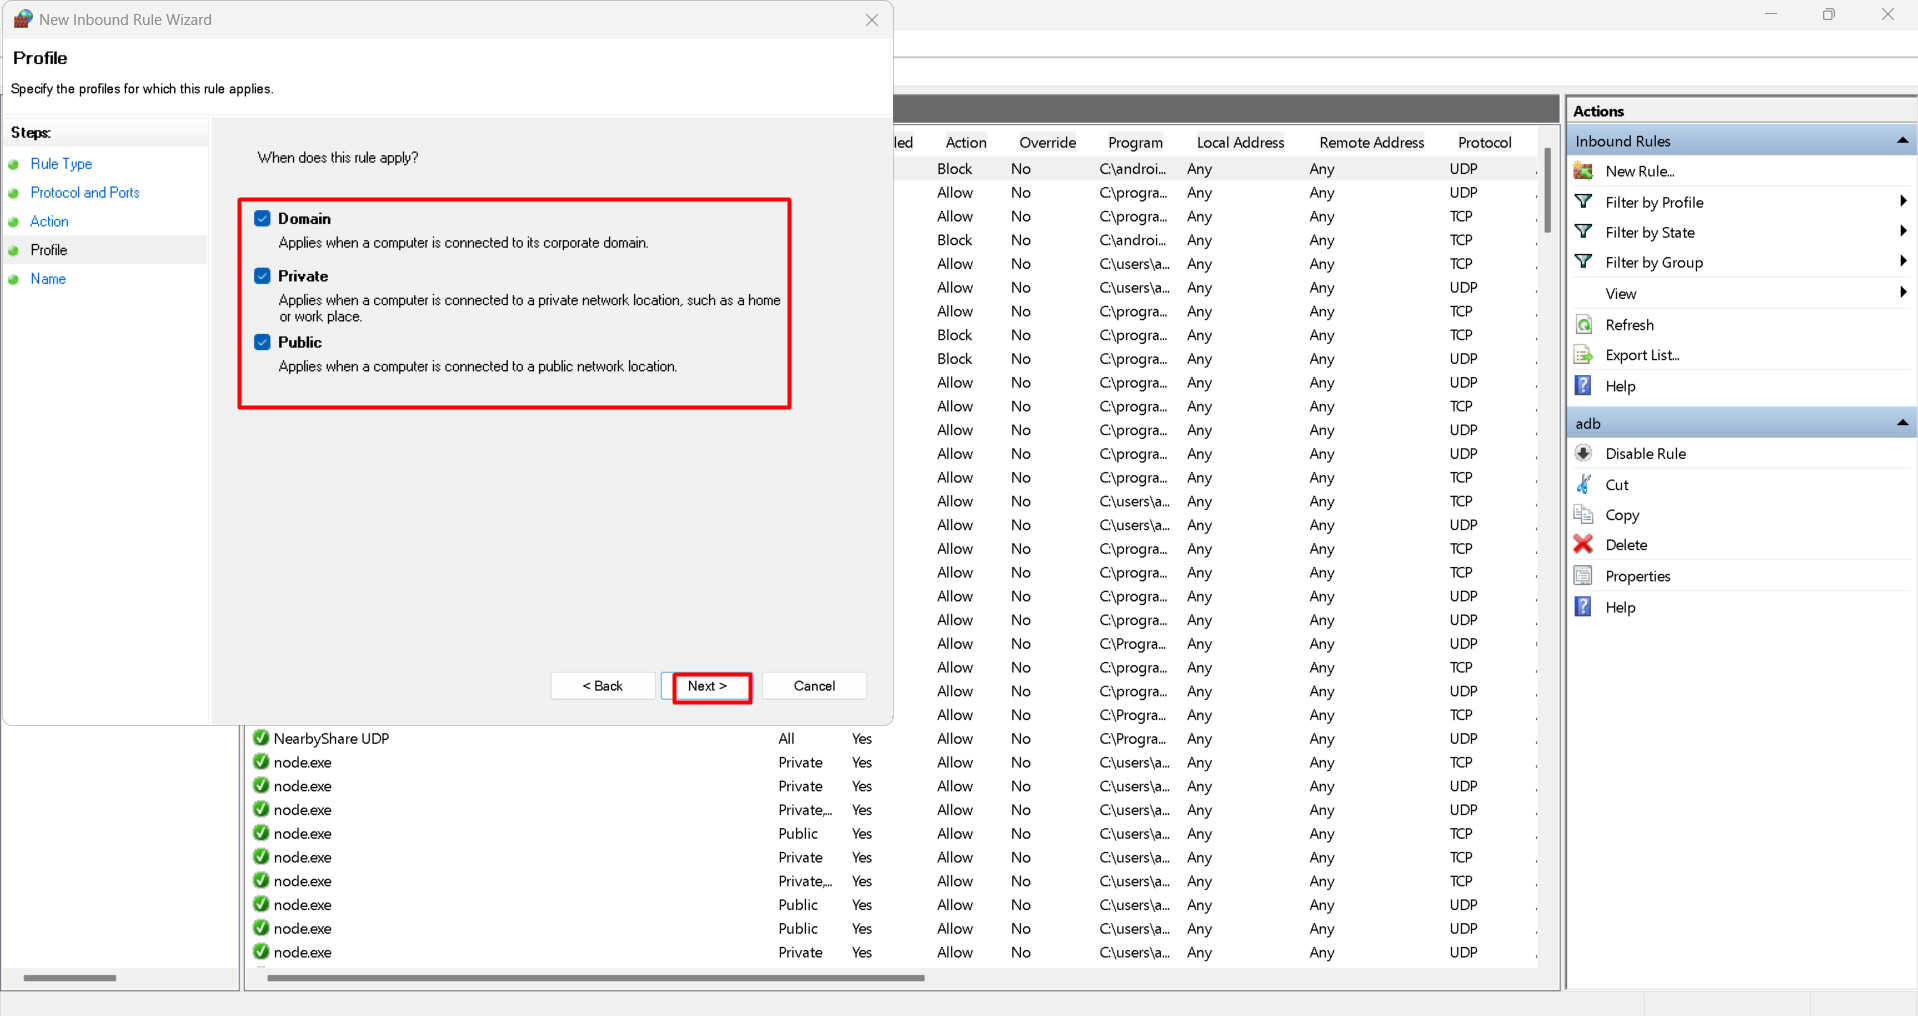 New Inbound Rule Wizard
Profile
Specify the profiles for which this rule applies.
Steps:
Rule Type
Protocol and Ports
Action
Profile
Name
When does this rule apply?
Domain
Applies when a computer is connected to its corporate domain.
Private
Applies when a computer is connected to a private network location, such as a home
or work place.
Public
Applies when a computer is connected to a public network location.
< Back
Next >
Cancel
led Action Override Program Local Address Remote Address Protocol
Block No C:\androi... Any Any UDP
Allow No C:\progra... Any Any UDP
Allow No C:\progra... Any Any TCP
Block No C:\androi... Any Any TCP
Allow No C:\users\a... Any Any TCP
Allow No C:\users\a... Any Any UDP
Allow No C:\progra... Any Any TCP
Block No C:\progra... Any Any TCP
Block No C:\progra... Any Any UDP
Allow No C:\progra... Any Any UDP
Allow No C:\progra... Any Any TCP
Allow No C:\progra... Any Any UDP
Allow No C:\progra... Any Any UDP
Allow No C:\progra... Any Any TCP
Allow No C:\users\a... Any Any TCP
Allow No C:\users\a... Any Any UDP
Allow No C:\progra... Any Any TCP
Allow No C:\progra... Any Any TCP
Allow No C:\progra... Any Any UDP
Allow No C:\progra... Any Any UDP
Allow No C:\Progra... Any Any UDP
Allow No C:\progra... Any Any TCP
Allow No C:\progra... Any Any UDP
Allow No C:\Progra... Any Any TCP
NearbyShare UDP All Yes Allow No C:\Progra... Any Any UDP
node.exe Private Yes Allow No C:\users\a... Any Any TCP
node.exe Private Yes Allow No C:\users\a... Any Any UDP
node.exe Private,... Yes Allow No C:\users\a... Any Any UDP
node.exe Public Yes Allow No C:\users\a... Any Any TCP
node.exe Private Yes Allow No C:\users\a... Any Any TCP
node.exe Private,... Yes Allow No C:\users\a... Any Any TCP
node.exe Public Yes Allow No C:\users\a... Any Any UDP
node.exe Public Yes Allow No C:\users\a... Any Any UDP
node.exe Private Yes Allow No C:\users\a... Any Any UDP
Actions
Inbound Rules
New Rule...
Filter by Profile
Filter by State
Filter by Group
View
Refresh
Export List...
Help
adb
Disable Rule
Cut
Copy
Delete
Properties
Help